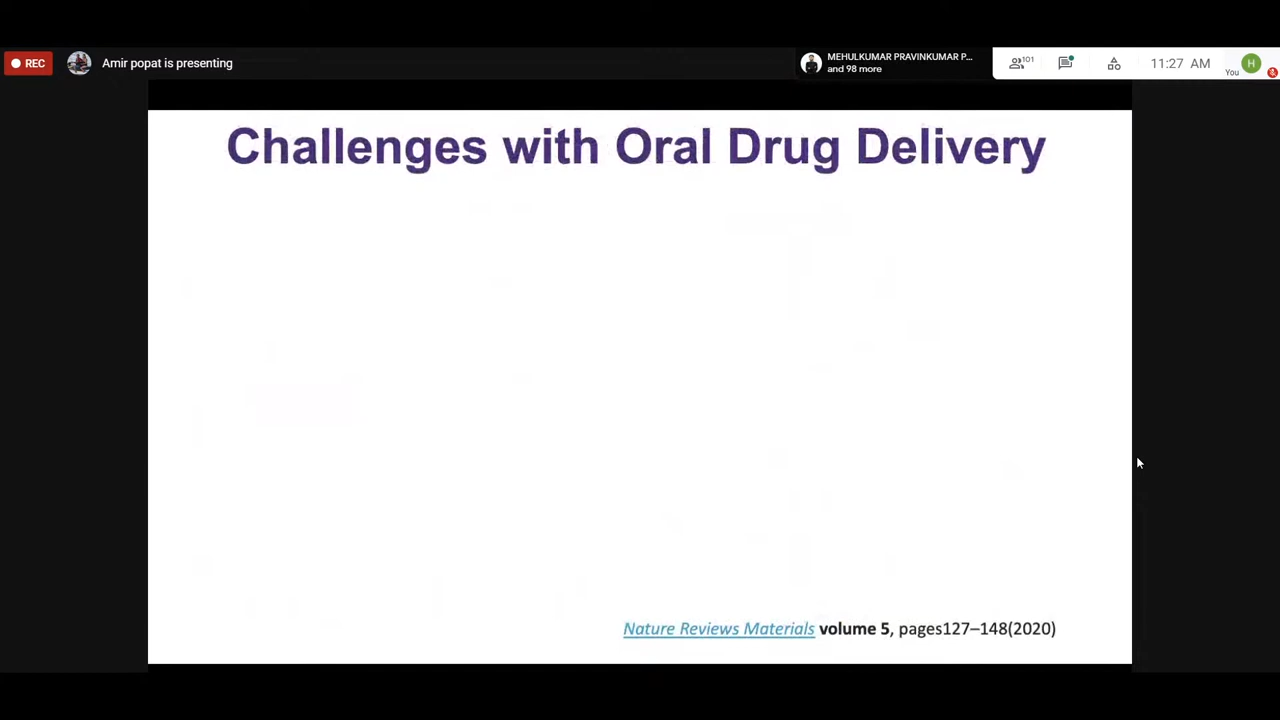 REC
Amir popat is presenting
MEHULKUMAR PRAVINKUMAR P...
and 98 more
101
11:27 AM
You
H
Challenges with Oral Drug Delivery
Nature Reviews Materials volume 5, pages127–148(2020)